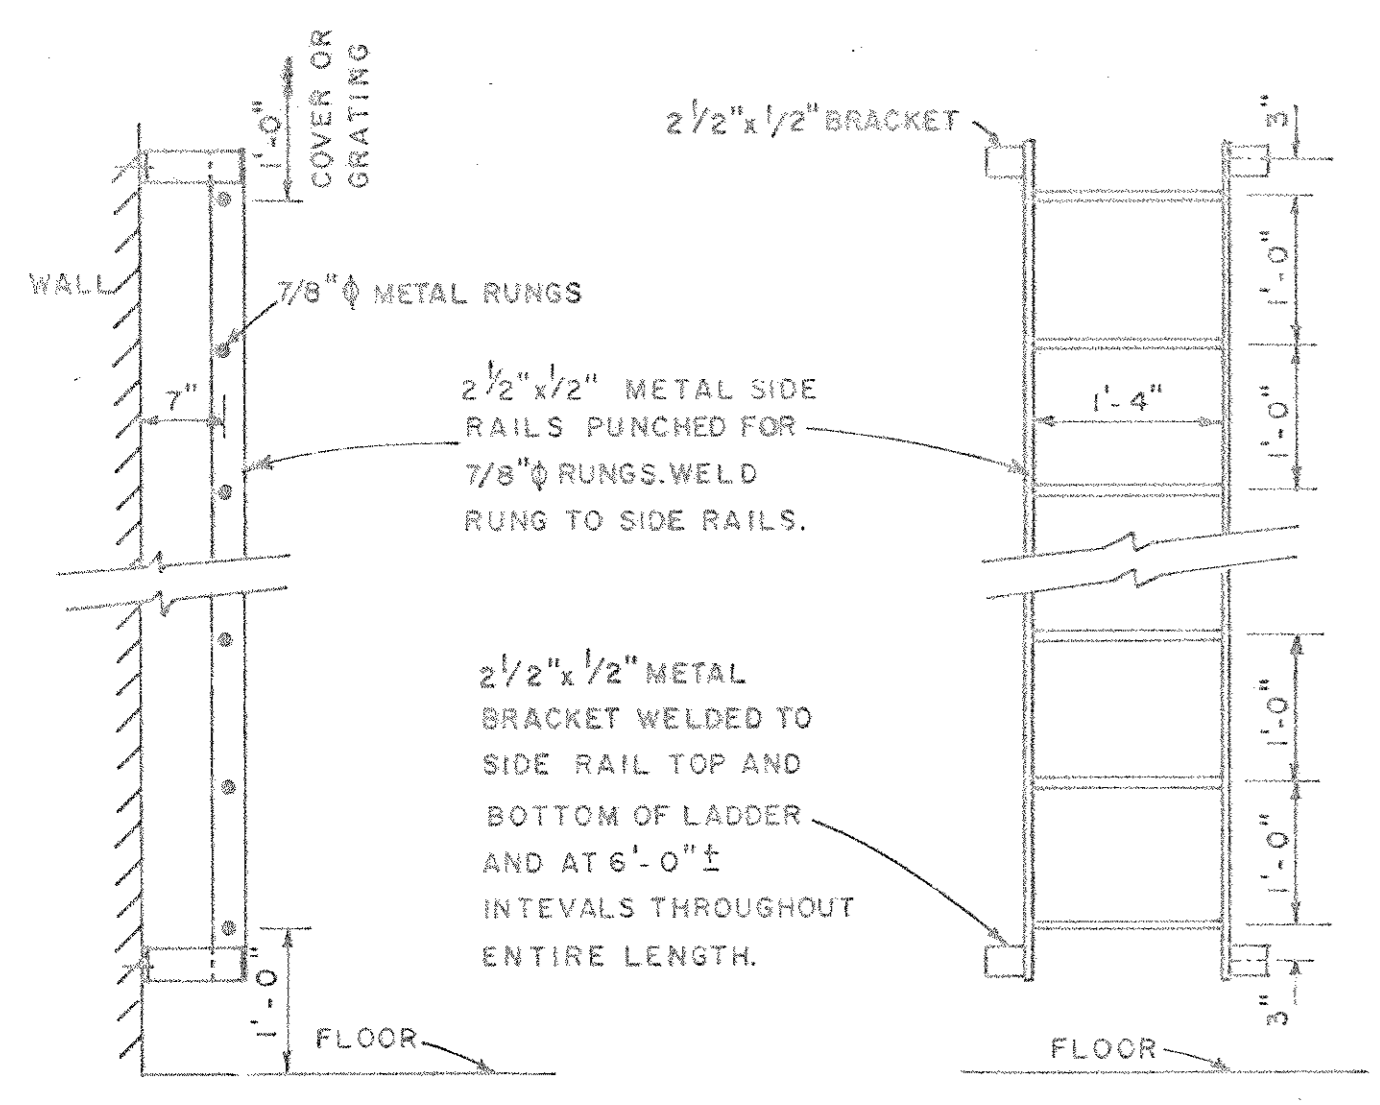 1'-0"
COVER OR
GRATING
WALL
7/8"ϕ METAL RUNGS
7"
2 1/2"x1/2" METAL SIDE
RAILS PUNCHED FOR
7/8"ϕ RUNGS.WELD
RUNG TO SIDE RAILS.
2 1/2"x 1/2" METAL
BRACKET WELDED TO
SIDE RAIL TOP AND
BOTTOM OF LADDER
AND AT 6'-0"±
INTEVALS THROUGHOUT
ENTIRE LENGTH.
1'-0"
FLOOR
2 1/2"x 1/2" BRACKET
3"
1'-0"
1'-4"
1'-0"
1'-0"
1'-0"
3"
FLOOR